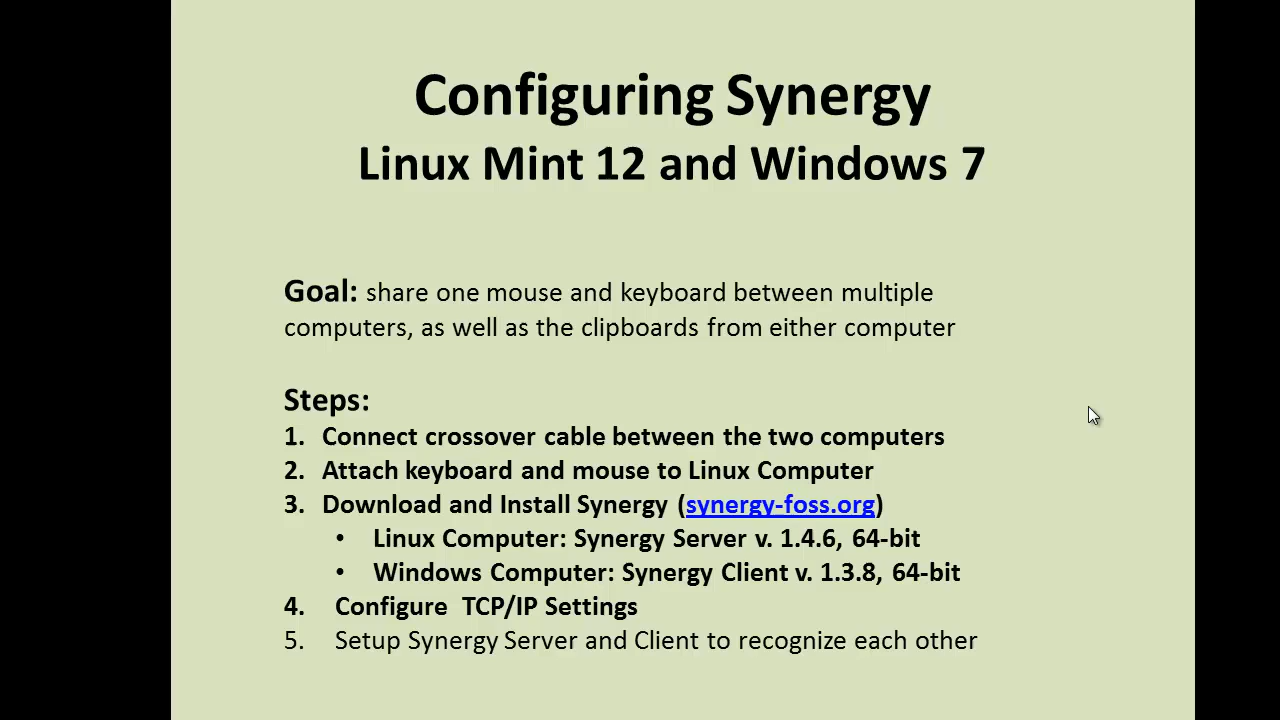 Configuring Synergy
Linux Mint 12 and Windows 7
Goal: share one mouse and keyboard between multiple
computers, as well as the clipboards from either computer
Steps:
1. Connect crossover cable between the two computers
2. Attach keyboard and mouse to Linux Computer
3. Download and Install Synergy (synergy-foss.org)
• Linux Computer: Synergy Server v. 1.4.6, 64-bit
• Windows Computer: Synergy Client v. 1.3.8, 64-bit
4. Configure TCP/IP Settings
5. Setup Synergy Server and Client to recognize each other